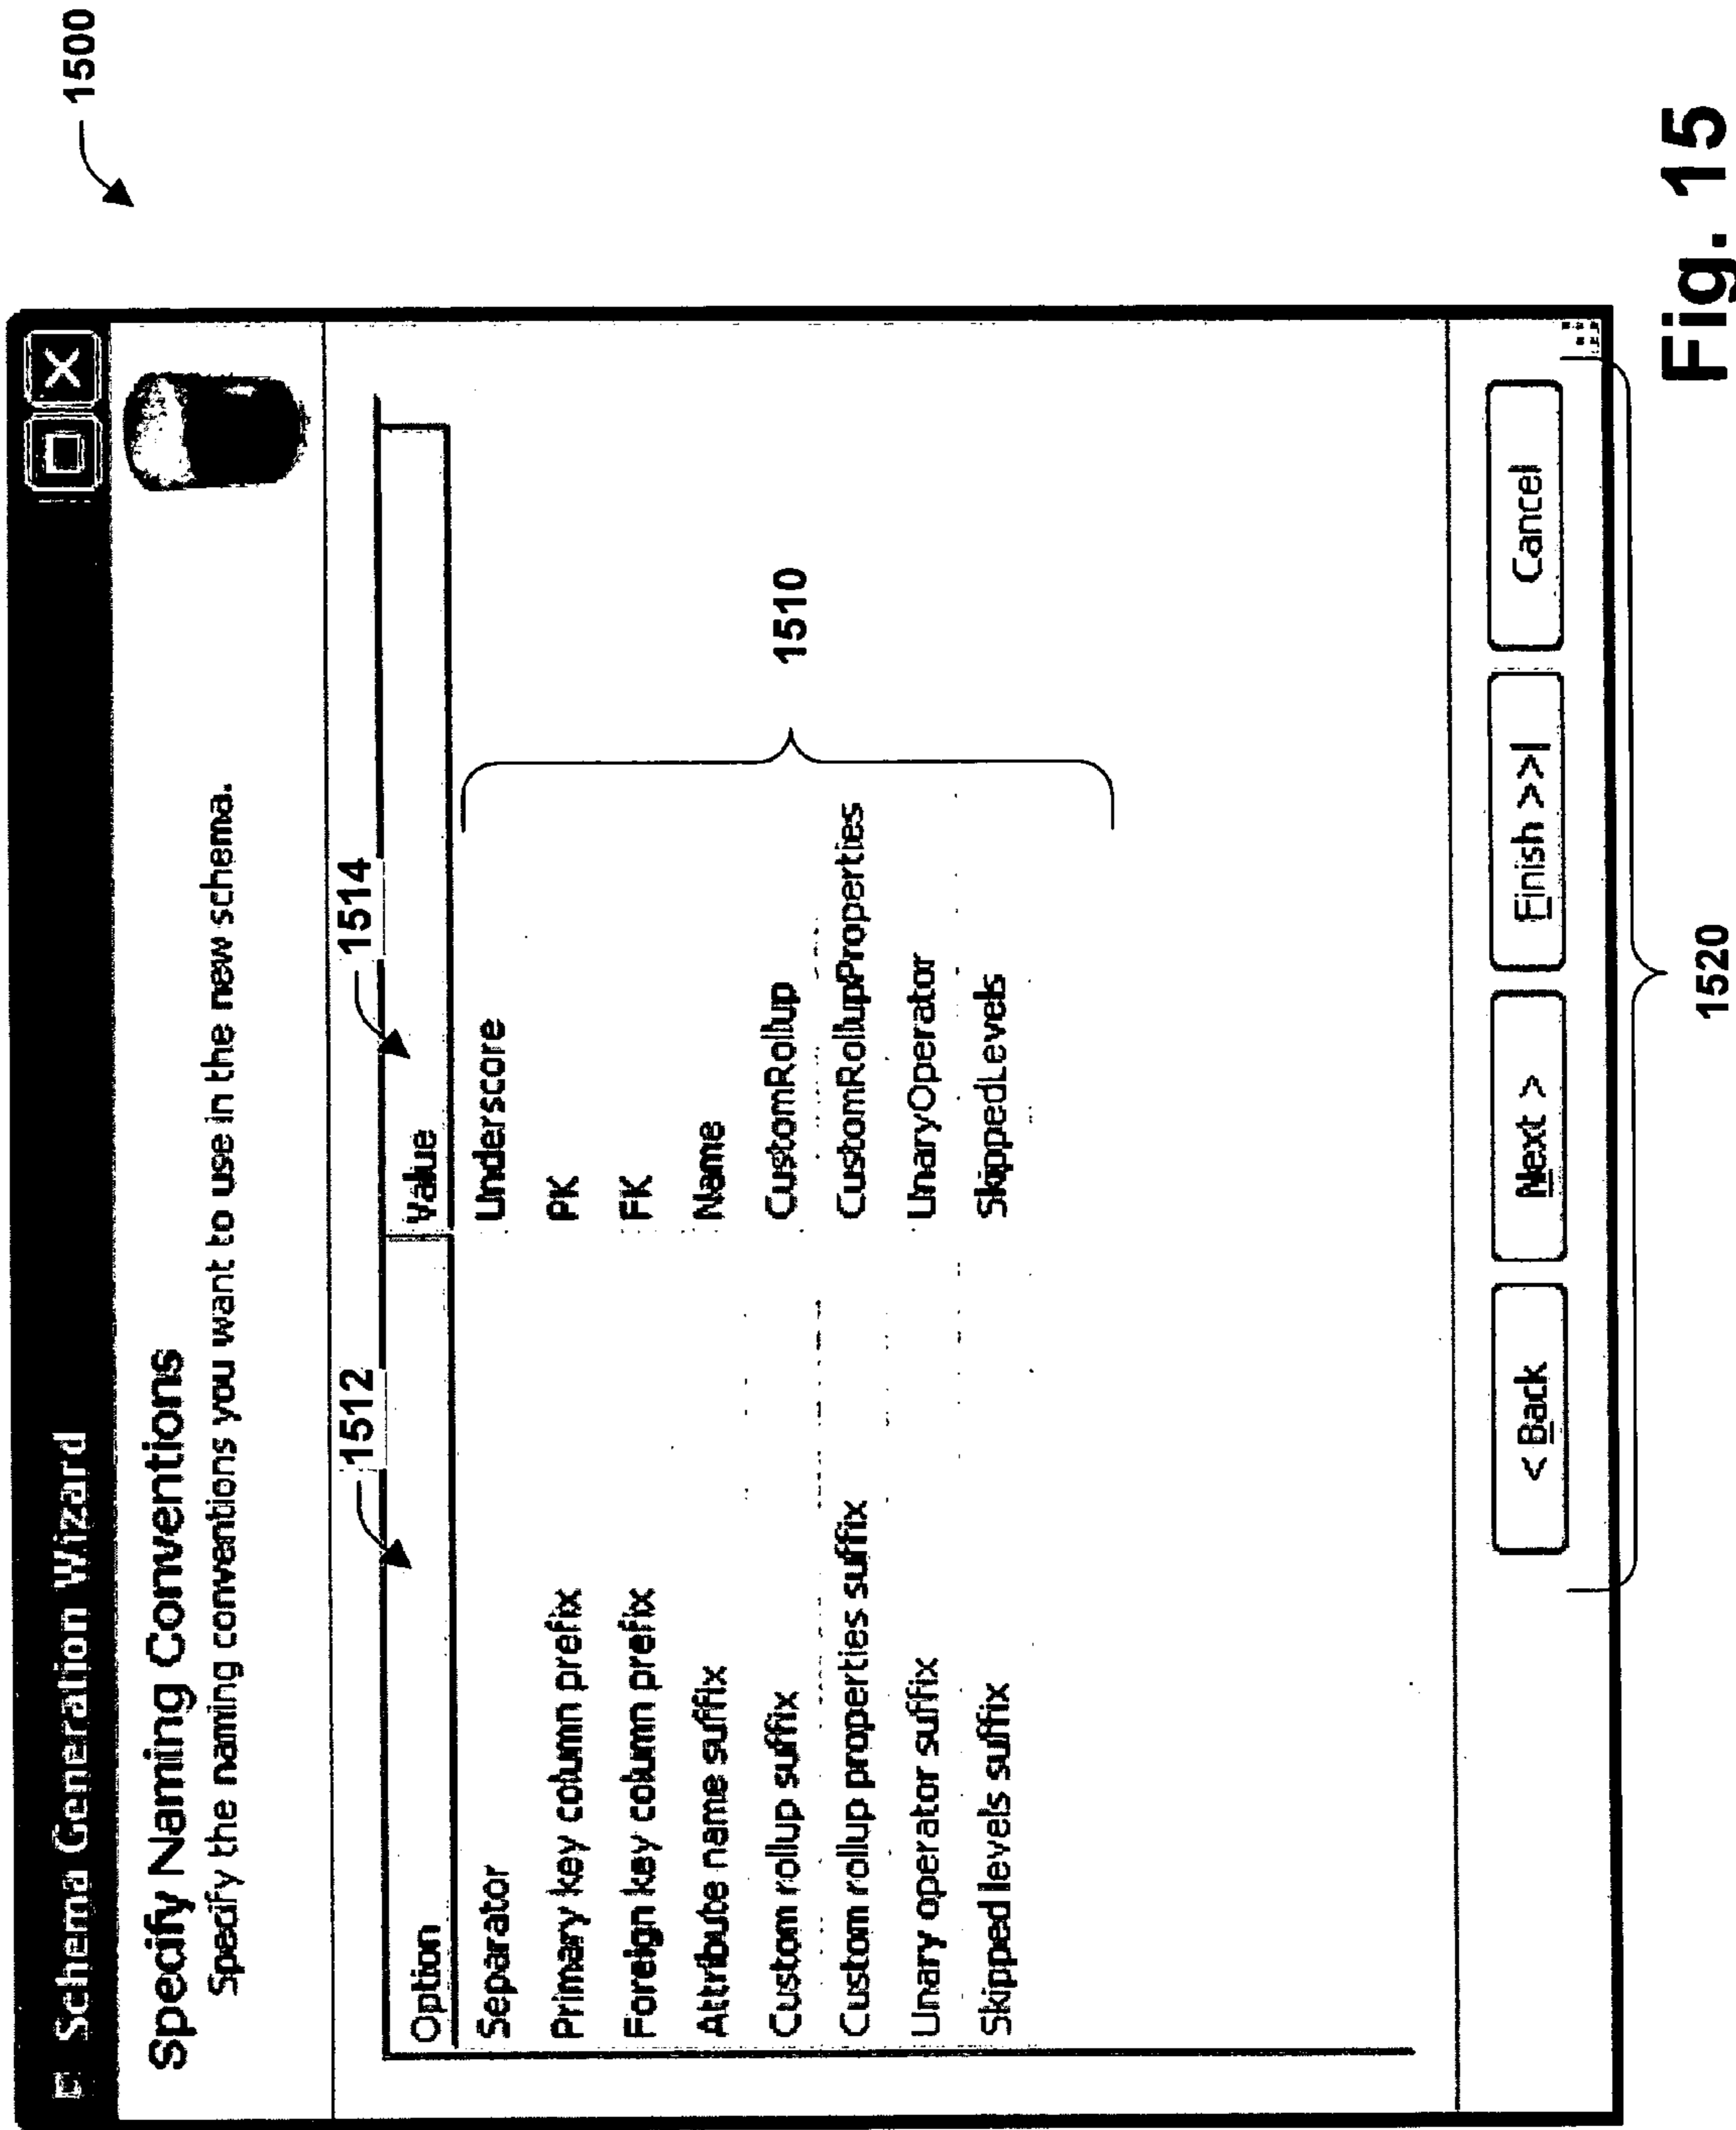 1500
Schema Generation Wizard
Specify Naming Conventions
Specify the naming conventions you want to use in the new schema.
1512 1514
Option Value
Separator Underscore
Primary key column prefix PK
Foreign key column prefix FK
Attribute name suffix Name
Custom rollup suffix CustomRollup
Custom rollup properties suffix CustomRollupProperties
Unary operator suffix UnaryOperator
Skipped levels suffix SkippedLevels
1510
< Back Next > Finish >>| Cancel
1520
Fig. 15